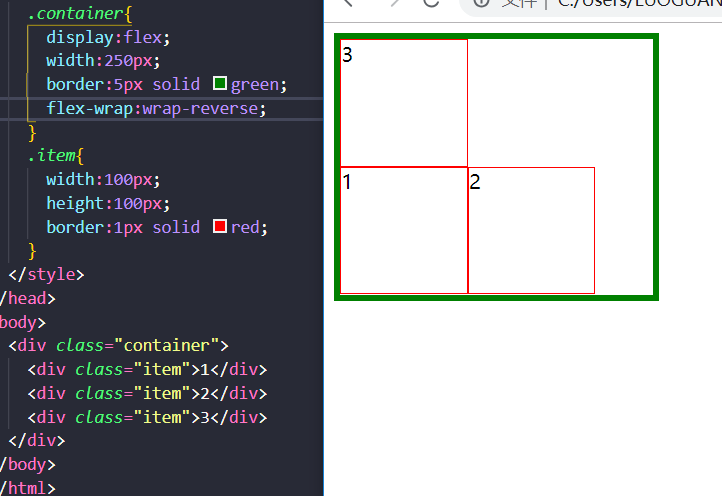 .container{
display:flex;
width:250px;
border:5px solid green;
flex-wrap:wrap-reverse;
}
.item{
width:100px;
height:100px;
border:1px solid red;
}
</style>
/head>
body>
<div class="container">
<div class="item">1</div>
<div class="item">2</div>
<div class="item">3</div>
</div>
/body>
/html>
文件 | C:/Users/LUOGUAN
3
1
2